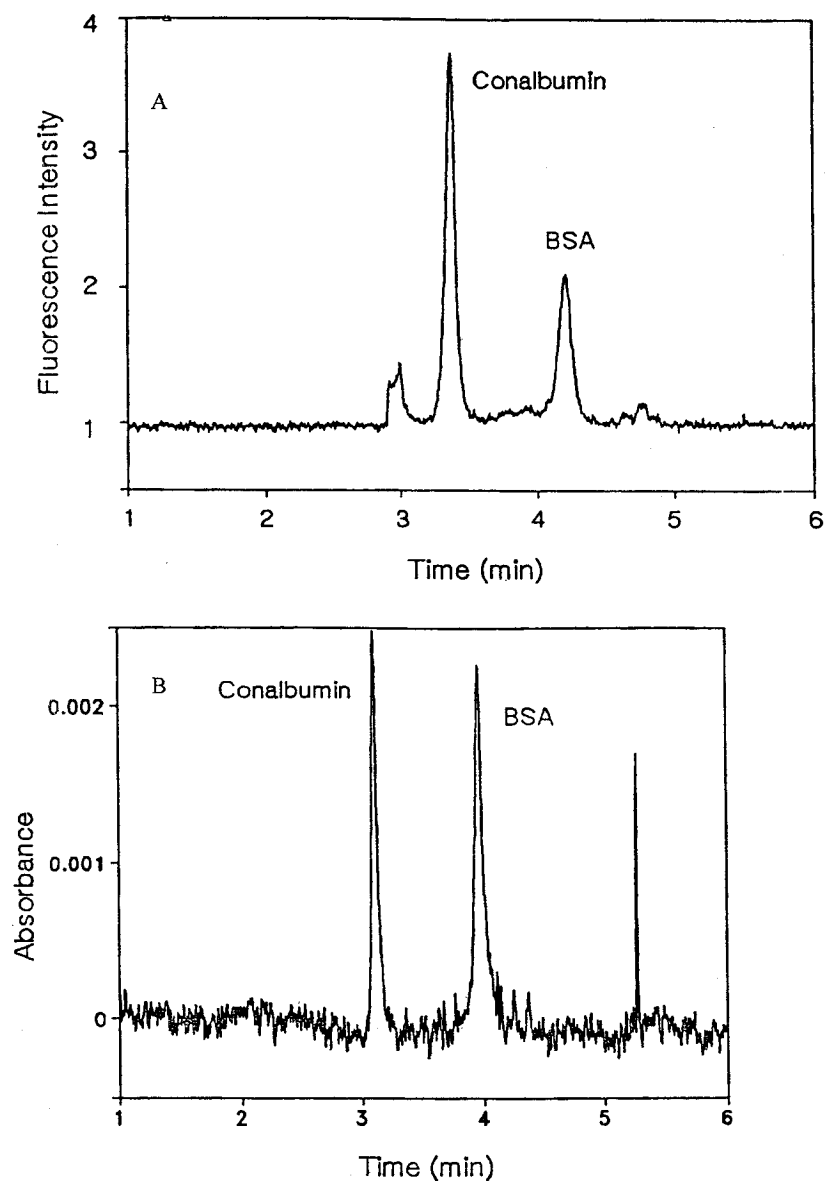 4
A
Conalbumin
3
Fluorescence Intensity
BSA
2
1
1 2 3 4 5 6
Time (min)
B
Conalbumin
BSA
0.002
Absorbance
0.001
0
1 2 3 4 5 6
Time (min)